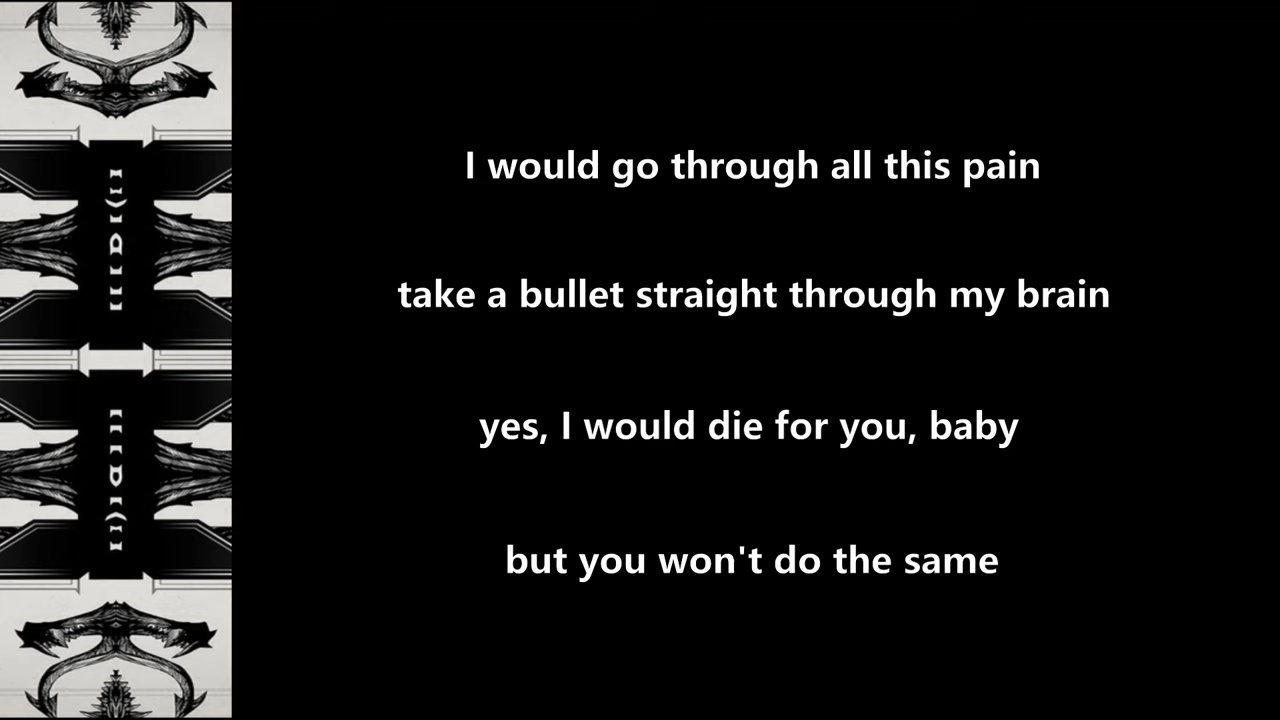 I would go through all this pain
take a bullet straight through my brain
yes, I would die for you, baby
but you won't do the same